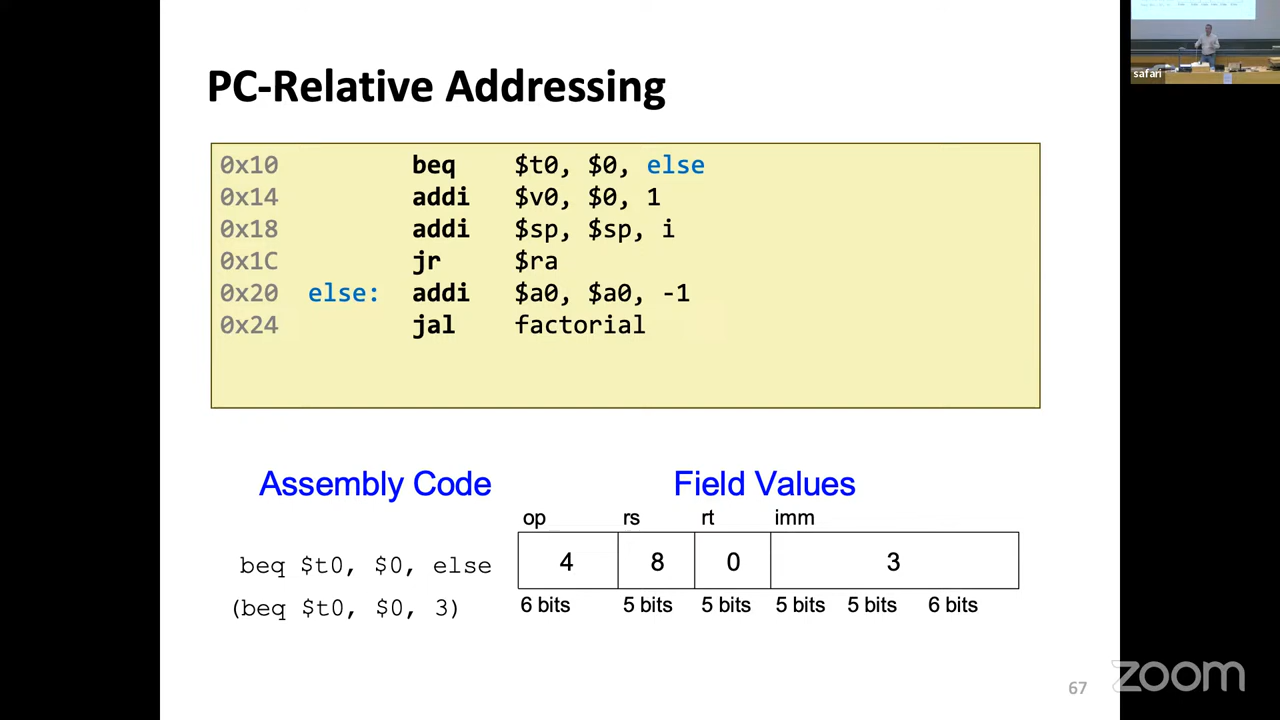 safari
PC-Relative Addressing
0x10 beq $t0, $0, else
0x14 addi $v0, $0, 1
0x18 addi $sp, $sp, i
0x1C jr $ra
0x20 else: addi $a0, $a0, -1
0x24 jal factorial
Assembly Code Field Values
op rs rt imm
beq $t0, $0, else 4 8 0 3
(beq $t0, $0, 3) 6 bits 5 bits 5 bits 5 bits 5 bits 6 bits
67
zoom